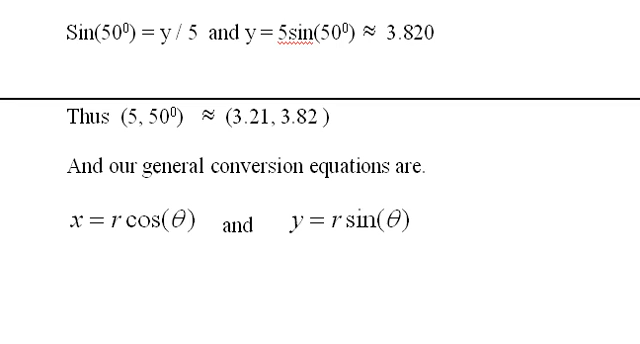 Sin(50⁰) = y / 5 and y = 5sin(50⁰) ≈ 3.820
Thus (5, 50⁰) ≈ (3.21, 3.82 )
And our general conversion equations are.
x = r cos(θ) and y = r sin(θ)